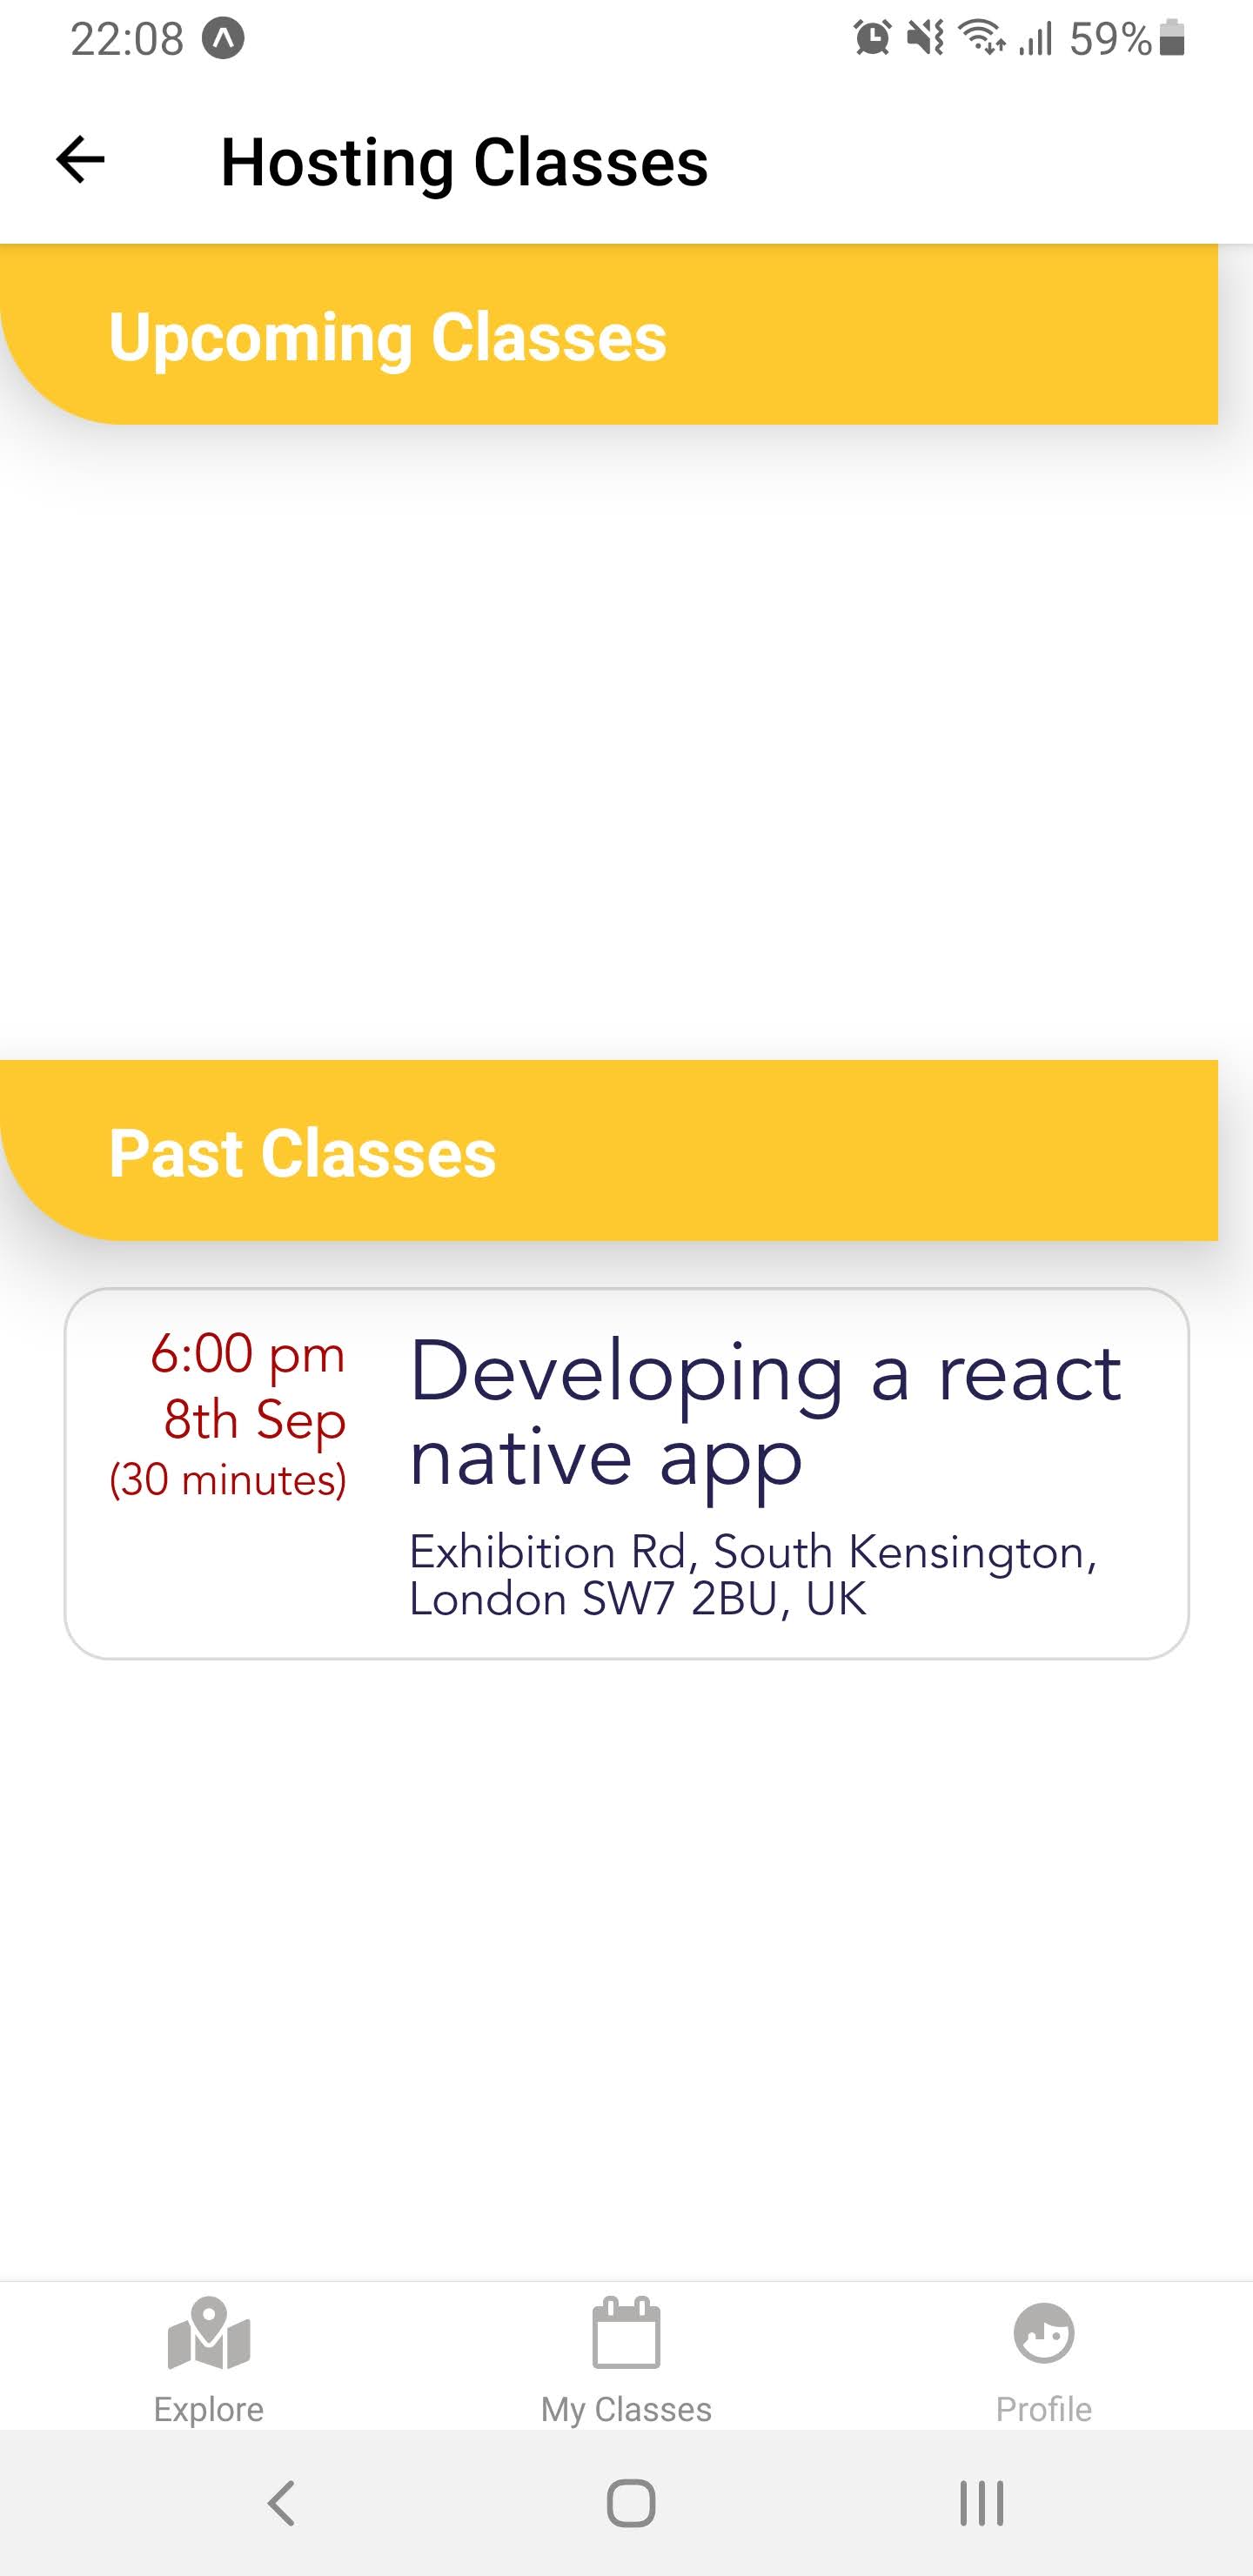 22:08
59%
Hosting Classes
Upcoming Classes
Past Classes
6:00 pm
8th Sep
(30 minutes)
Developing a react
native app
Exhibition Rd, South Kensington,
London SW7 2BU, UK
Explore
My Classes
Profile